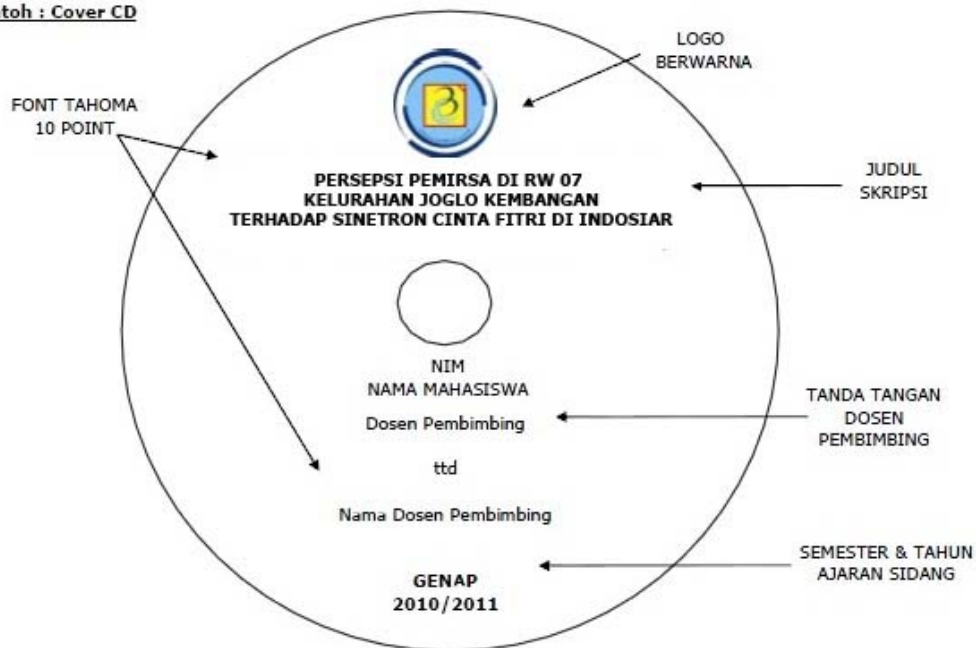 toh : Cover CD
LOGO
BERWARNA
FONT TAHOMA
10 POINT
PERSEPSI PEMIRSA DI RW 07
KELURAHAN JOGLO KEMBANGAN
TERHADAP SINETRON CINTA FITRI DI INDOSIAR
JUDUL
SKRIPSI
NIM
NAMA MAHASISWA
Dosen Pembimbing
ttd
Nama Dosen Pembimbing
TANDA TANGAN
DOSEN
PEMBIMBING
GENAP
2010/2011
SEMESTER & TAHUN
AJARAN SIDANG